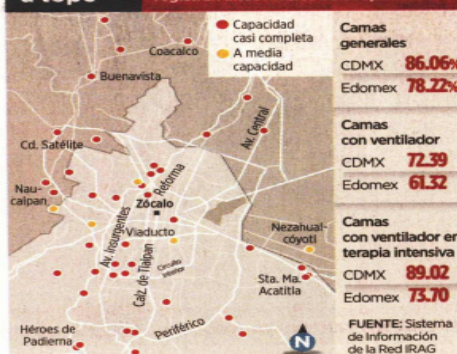 a tope
Capacidad
casi completa
A media
capacidad
Coacalco
Buenavista
Cd. Satélite
Av. Central
Nau-
calpan
Reforma
Zócalo
Av. Insurgentes
Viaducto
Calz. de Tlalpan
Circuito
Interior
Nezahual-
cóyotl
Sta. Ma.
Acatitla
Héroes de
Padierna
Periférico
N
Camas
generales
CDMX 86.06%
Edomex 78.22%
Camas
con ventilador
CDMX 72.39
Edomex 61.32
Camas
con ventilador en
terapia intensiva
CDMX 89.02
Edomex 73.70
FUENTE: Sistema
de Información
de la Red IRAG